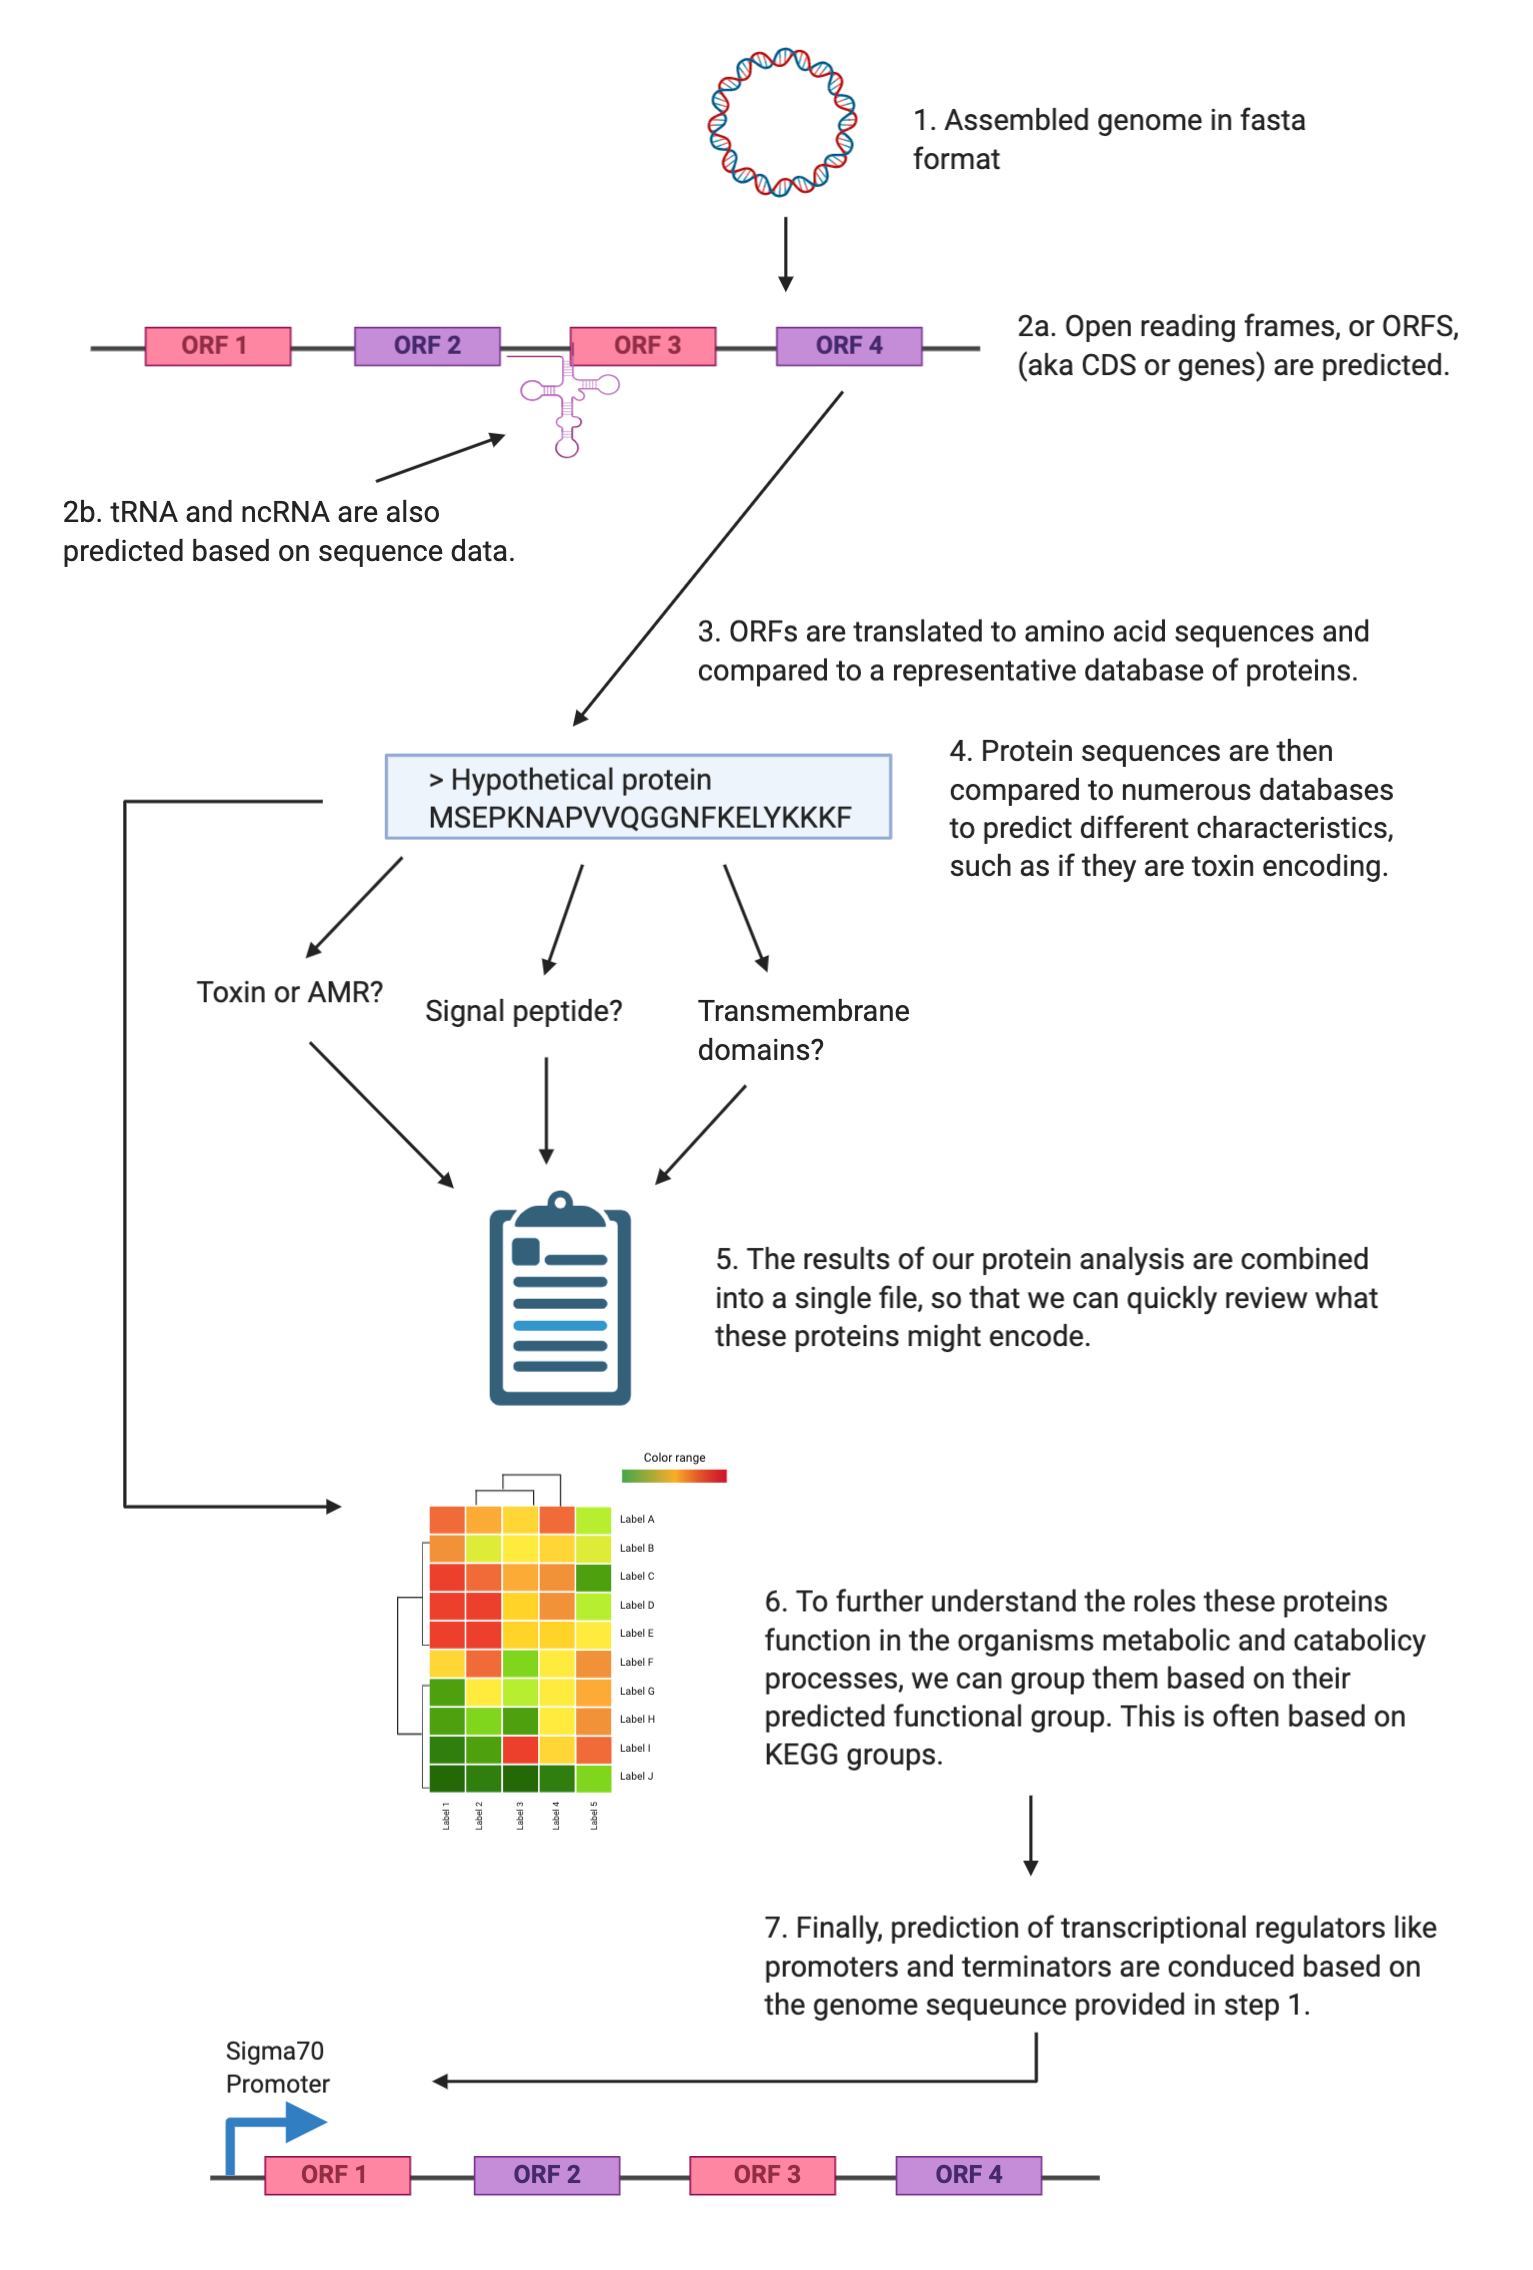 1. Assembled genome in fasta
format
ORF 1
ORF 2
ORF 3
ORF 4
2a. Open reading frames, or ORFS,
(aka CDS or genes) are predicted.
2b. tRNA and ncRNA are also
predicted based on sequence data.
3. ORFs are translated to amino acid sequences and
compared to a representative database of proteins.
> Hypothetical protein
MSEPKNAPVVQGGNFKELYKKKF
4. Protein sequences are then
compared to numerous databases
to predict different characteristics,
such as if they are toxin encoding.
Toxin or AMR?
Signal peptide?
Transmembrane
domains?
5. The results of our protein analysis are combined
into a single file, so that we can quickly review what
these proteins might encode.
Color range
Label A
Label B
Label C
Label D
Label E
Label F
Label G
Label H
Label I
Label J
Label 1
Label 2
Label 3
Label 4
Label 5
6. To further understand the roles these proteins
function in the organisms metabolic and catabolicy
processes, we can group them based on their
predicted functional group. This is often based on
KEGG groups.
7. Finally, prediction of transcriptional regulators like
promoters and terminators are conduced based on
the genome sequeunce provided in step 1.
Sigma70
Promoter
ORF 1
ORF 2
ORF 3
ORF 4